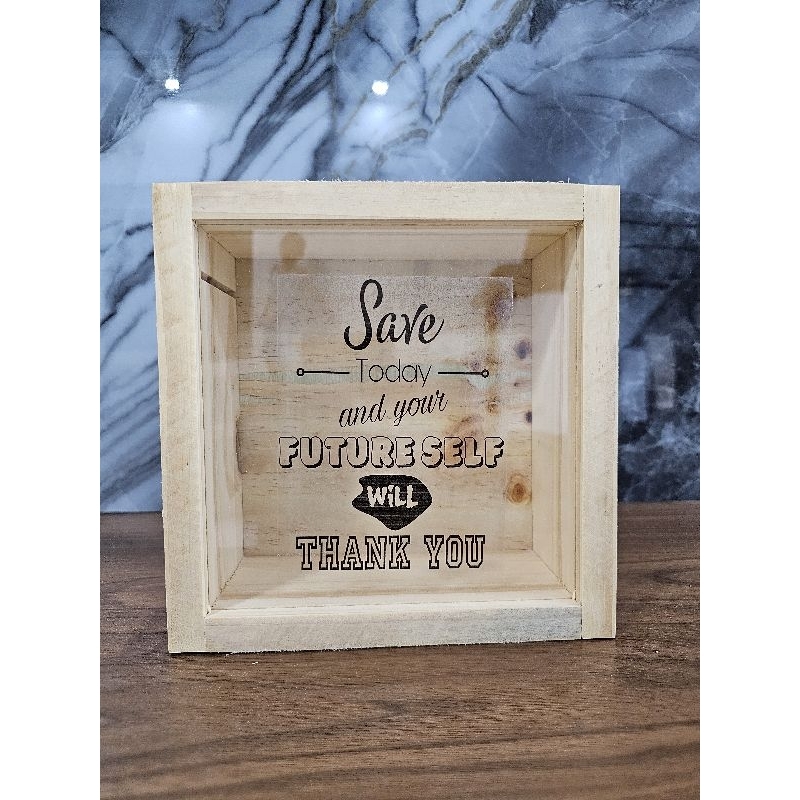 Save
Today
and your
FUTURE SELF
WiLL
THANK YOU